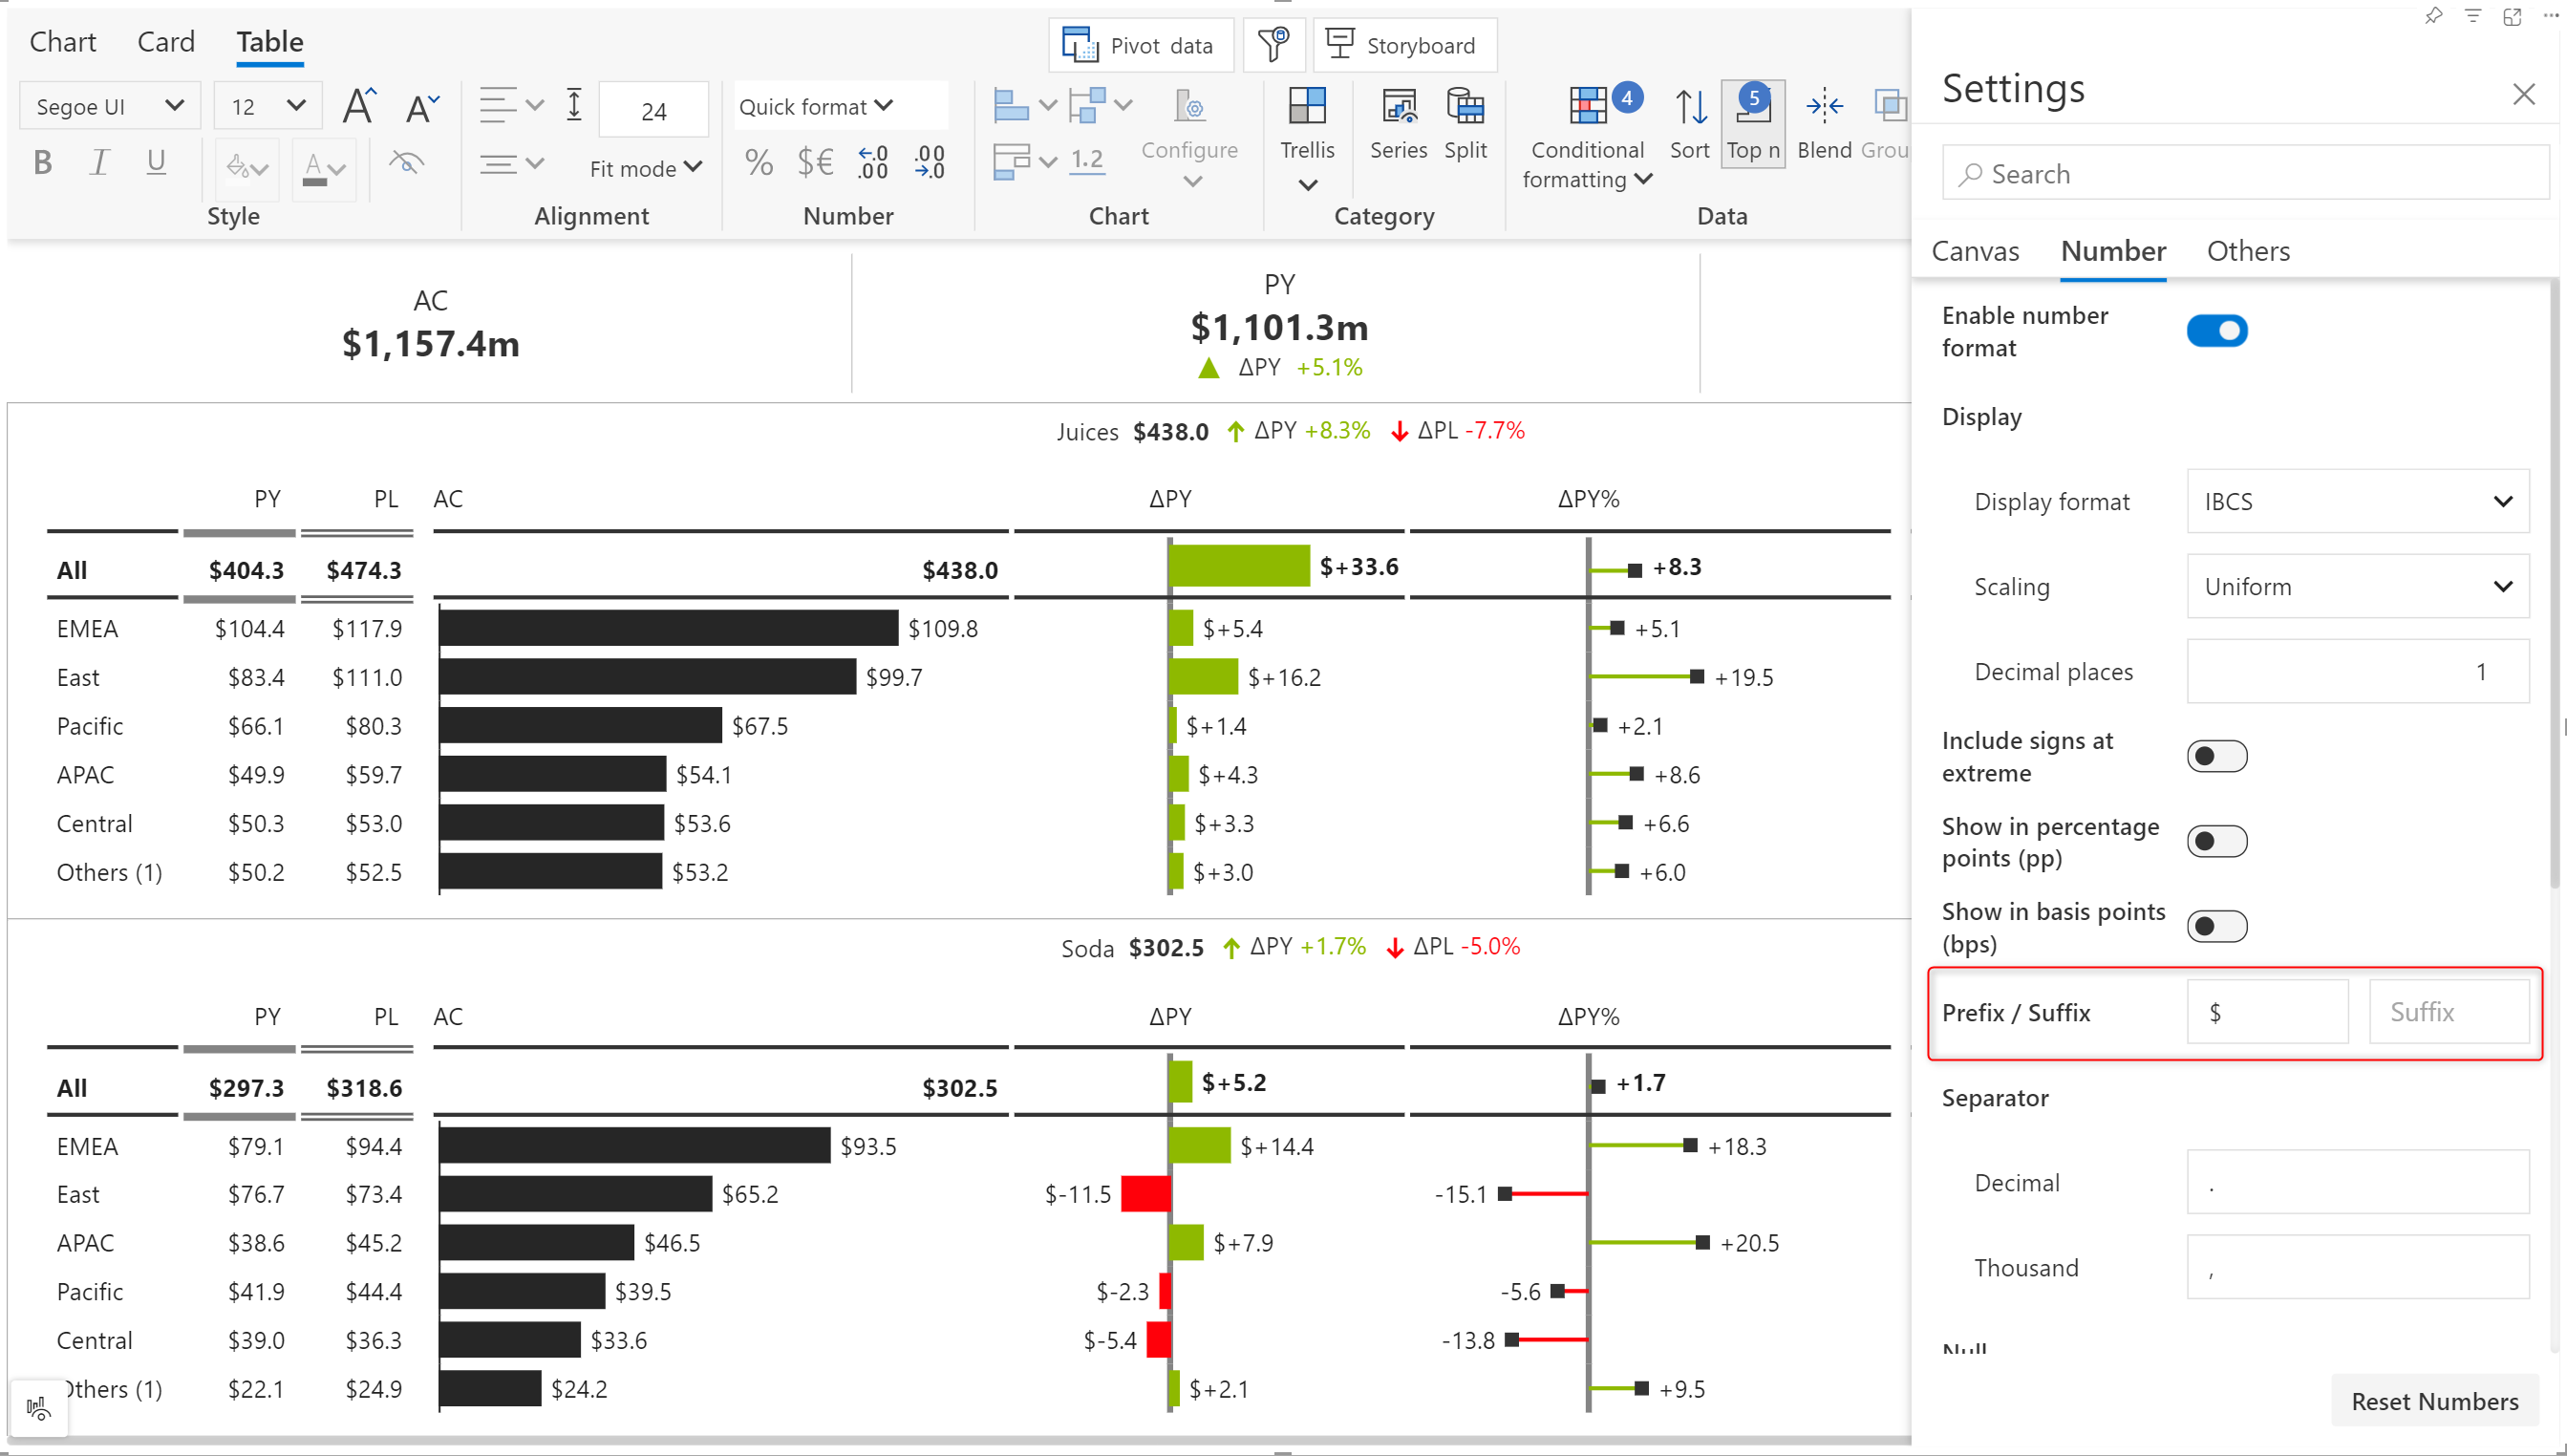 Chart Card Table
Pivot data Storyboard
Segoe UI 12 A A 24 Quick format
B I U A Fit mode % $€ .0 .00 .00 .0 1.2 Configure Trellis Series Split 4 Conditional formatting Sort 5 Top n Blend Grou
Style Alignment Number Chart Category Data
AC
$1,157.4m
PY
$1,101.3m
ΔPY +5.1%
Juices $438.0 ΔPY +8.3% ΔPL -7.7%
PY PL AC ΔPY ΔPY%
All $404.3 $474.3 $438.0 $+33.6 +8.3
EMEA $104.4 $117.9 $109.8 $+5.4 +5.1
East $83.4 $111.0 $99.7 $+16.2 +19.5
Pacific $66.1 $80.3 $67.5 $+1.4 +2.1
APAC $49.9 $59.7 $54.1 $+4.3 +8.6
Central $50.3 $53.0 $53.6 $+3.3 +6.6
Others (1) $50.2 $52.5 $53.2 $+3.0 +6.0
Soda $302.5 ΔPY +1.7% ΔPL -5.0%
PY PL AC ΔPY ΔPY%
All $297.3 $318.6 $302.5 $+5.2 +1.7
EMEA $79.1 $94.4 $93.5 $+14.4 +18.3
East $76.7 $73.4 $65.2 $-11.5 -15.1
APAC $38.6 $45.2 $46.5 $+7.9 +20.5
Pacific $41.9 $44.4 $39.5 $-2.3 -5.6
Central $39.0 $36.3 $33.6 $-5.4 -13.8
Others (1) $22.1 $24.9 $24.2 $+2.1 +9.5
Settings
Search
Canvas Number Others
Enable number
format
Display
Display format IBCS
Scaling Uniform
Decimal places 1
Include signs at
extreme
Show in percentage
points (pp)
Show in basis points
(bps)
Prefix / Suffix $ Suffix
Separator
Decimal .
Thousand ,
Null
Reset Numbers